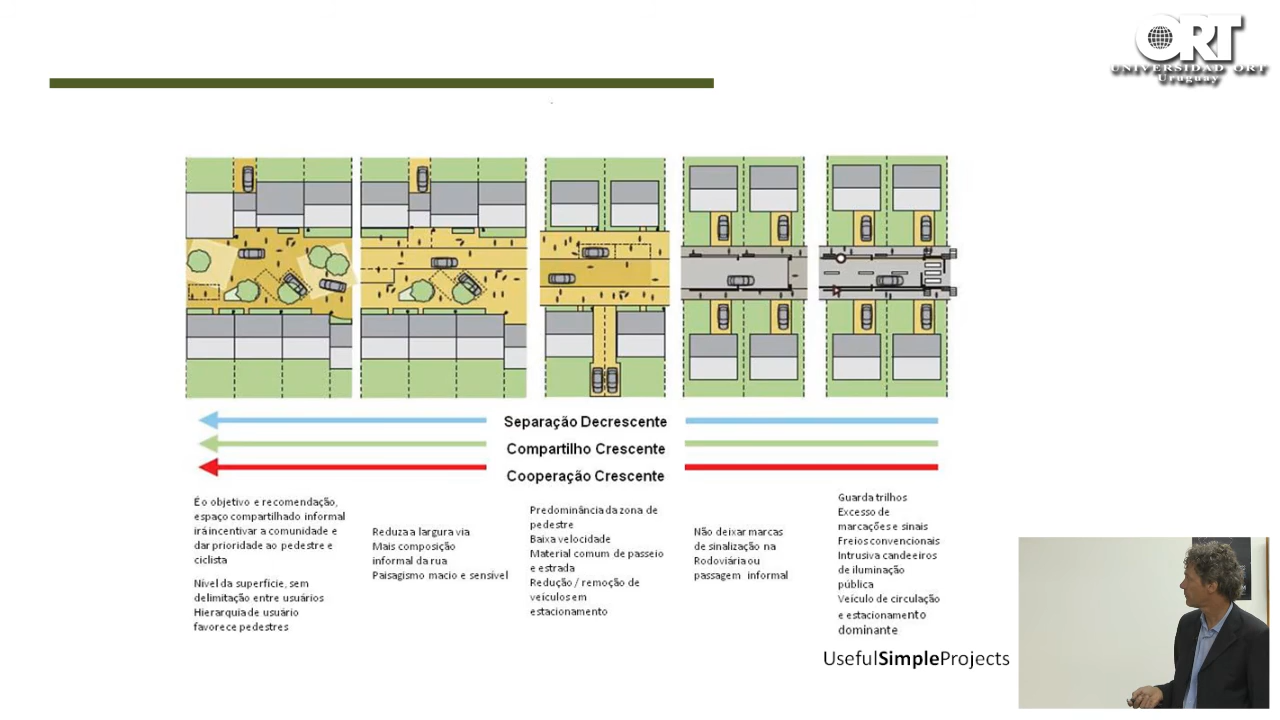 ORT
UNIVERSIDAD ORT
Uruguay
Separação Decrescente
Compartilho Crescente
Cooperação Crescente
É o objetivo e recomendação,
espaço compartilhado informal
irá incentivar a comunidade e
dar prioridade ao pedestre e
ciclista
Nível da superfície, sem
delimitação entre usuários
Hierarquia de usuário
favorece pedestres
Reduza a largura via
Mais composição
informal da rua
Paisagismo macio e sensível
Predominância da zona de
pedestre
Baixa velocidade
Material comum de passeio
e estrada
Redução / remoção de
veículos em
estacionamento
Não deixar marcas
de sinalização na
Rodoviária ou
passagem informal
Guarda trilhos
Excesso de
marcações e sinais
Freios convencionais
Intrusiva candeeiros
de iluminação
pública
Veículo de circulação
e estacionamento
dominante
UsefulSimpleProjects